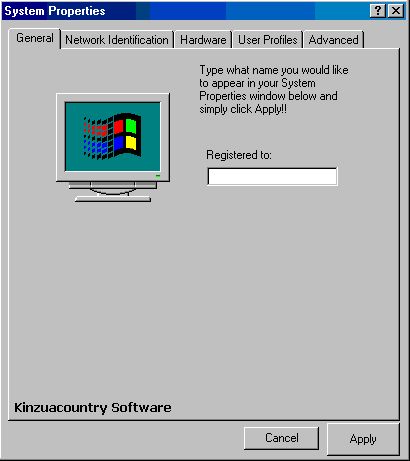 System Properties
General Network Identification Hardware User Profiles Advanced
Type what name you would like
to appear in your System
Properties window below and
simply click Apply!!
Registered to:
Kinzuacountry Software
Cancel Apply